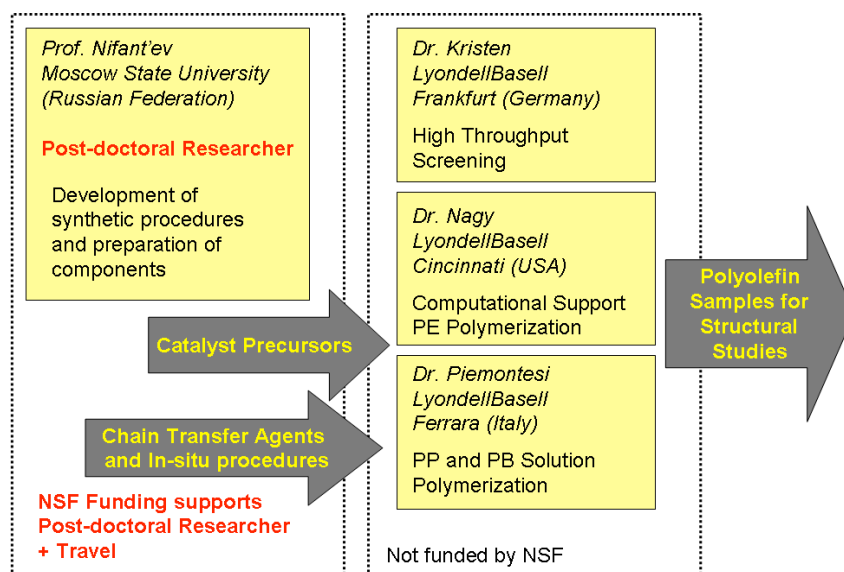 Prof. Nifant'ev
Moscow State University
(Russian Federation)
Post-doctoral Researcher
Development of
synthetic procedures
and preparation of
components
Catalyst Precursors
Chain Transfer Agents
and In-situ procedures
NSF Funding supports
Post-doctoral Researcher
+ Travel
Dr. Kristen
LyondellBasell
Frankfurt (Germany)
High Throughput
Screening
Dr. Nagy
LyondellBasell
Cincinnati (USA)
Computational Support
PE Polymerization
Dr. Piemontesi
LyondellBasell
Ferrara (Italy)
PP and PB Solution
Polymerization
Not funded by NSF
Polyolefin
Samples for
Structural
Studies